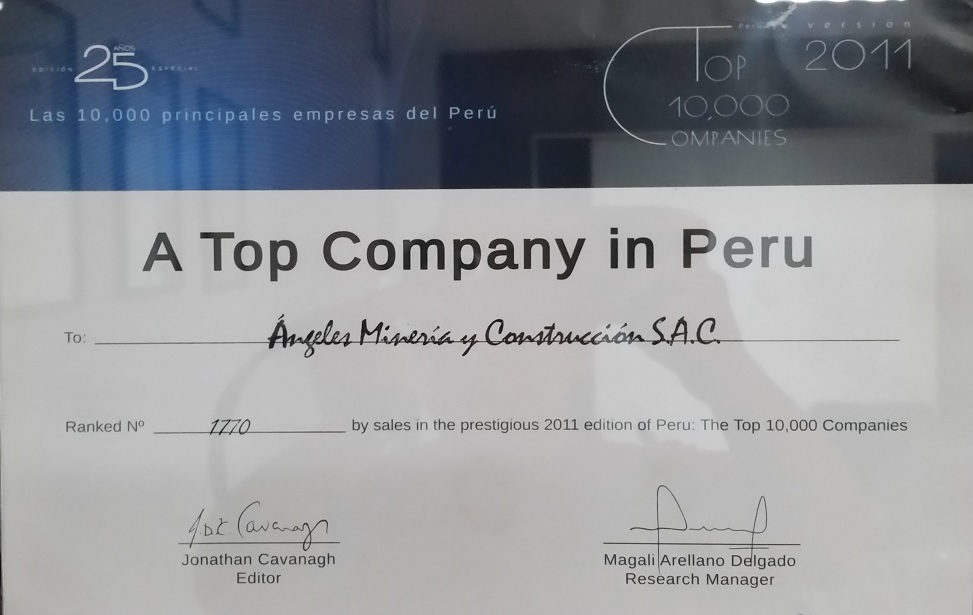 AÑOS
EDICIÓN 25 ESPECIAL
Las 10,000 principales empresas del Perú
versión
TOP 2011
10,000
COMPANIES
A Top Company in Peru
To: Ángeles Minería y Construcción S.A.C.
Ranked Nº 1770 by sales in the prestigious 2011 edition of Peru: The Top 10,000 Companies
Jonathan Cavanagh
Editor
Magali Arellano Delgado
Research Manager